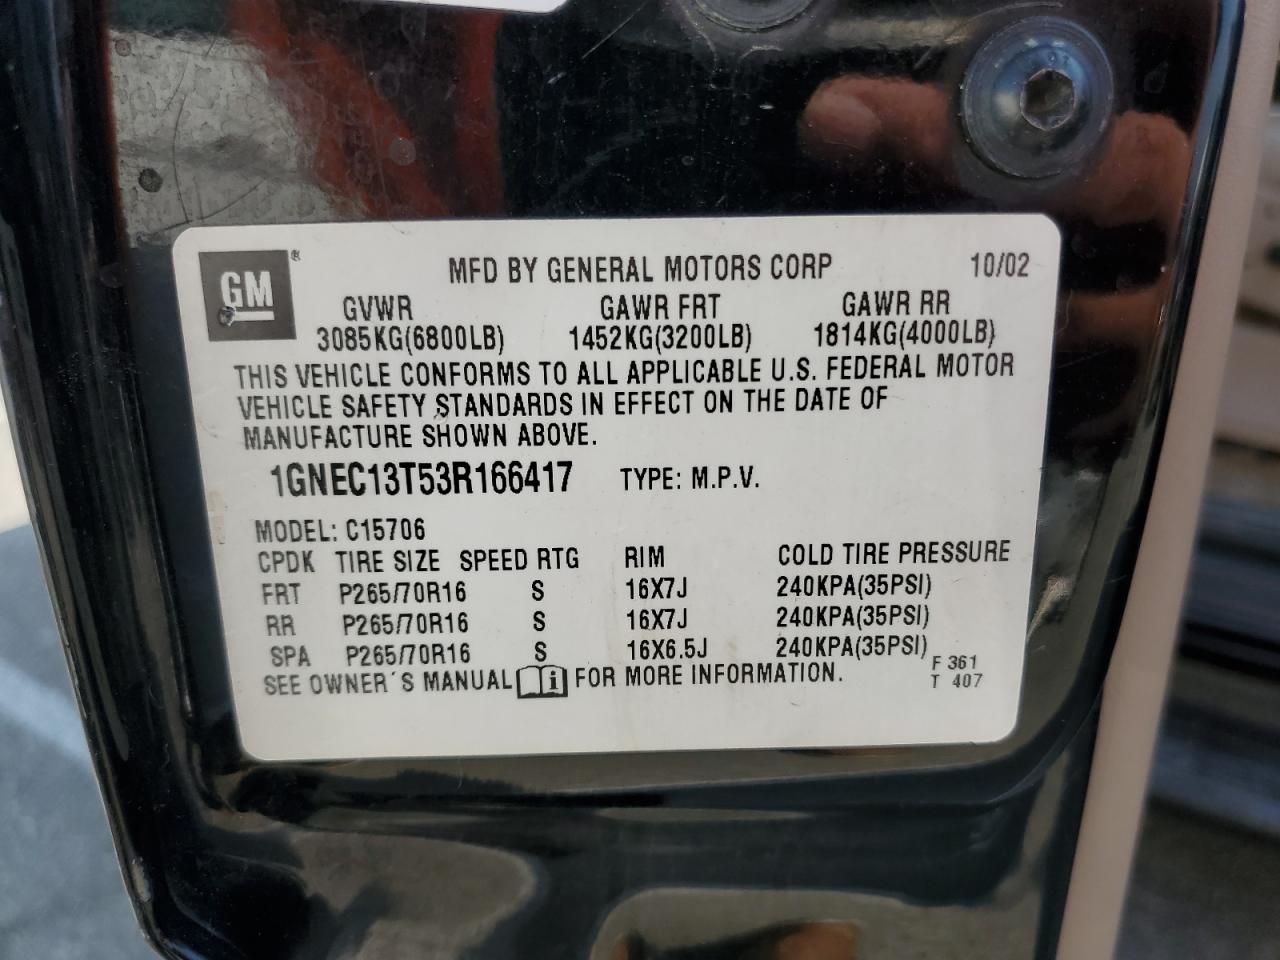 GM ®
MFD BY GENERAL MOTORS CORP 10/02
GVWR GAWR FRT GAWR RR
3085KG(6800LB) 1452KG(3200LB) 1814KG(4000LB)
THIS VEHICLE CONFORMS TO ALL APPLICABLE U.S. FEDERAL MOTOR
VEHICLE SAFETY STANDARDS IN EFFECT ON THE DATE OF
MANUFACTURE SHOWN ABOVE.
1GNEC13T53R166417 TYPE: M.P.V.
MODEL: C15706
CPDK TIRE SIZE SPEED RTG RIM COLD TIRE PRESSURE
FRT P265/70R16 S 16X7J 240KPA(35PSI)
RR P265/70R16 S 16X7J 240KPA(35PSI)
SPA P265/70R16 S 16X6.5J 240KPA(35PSI)
SEE OWNER´S MANUAL i FOR MORE INFORMATION.
F 361
T 407